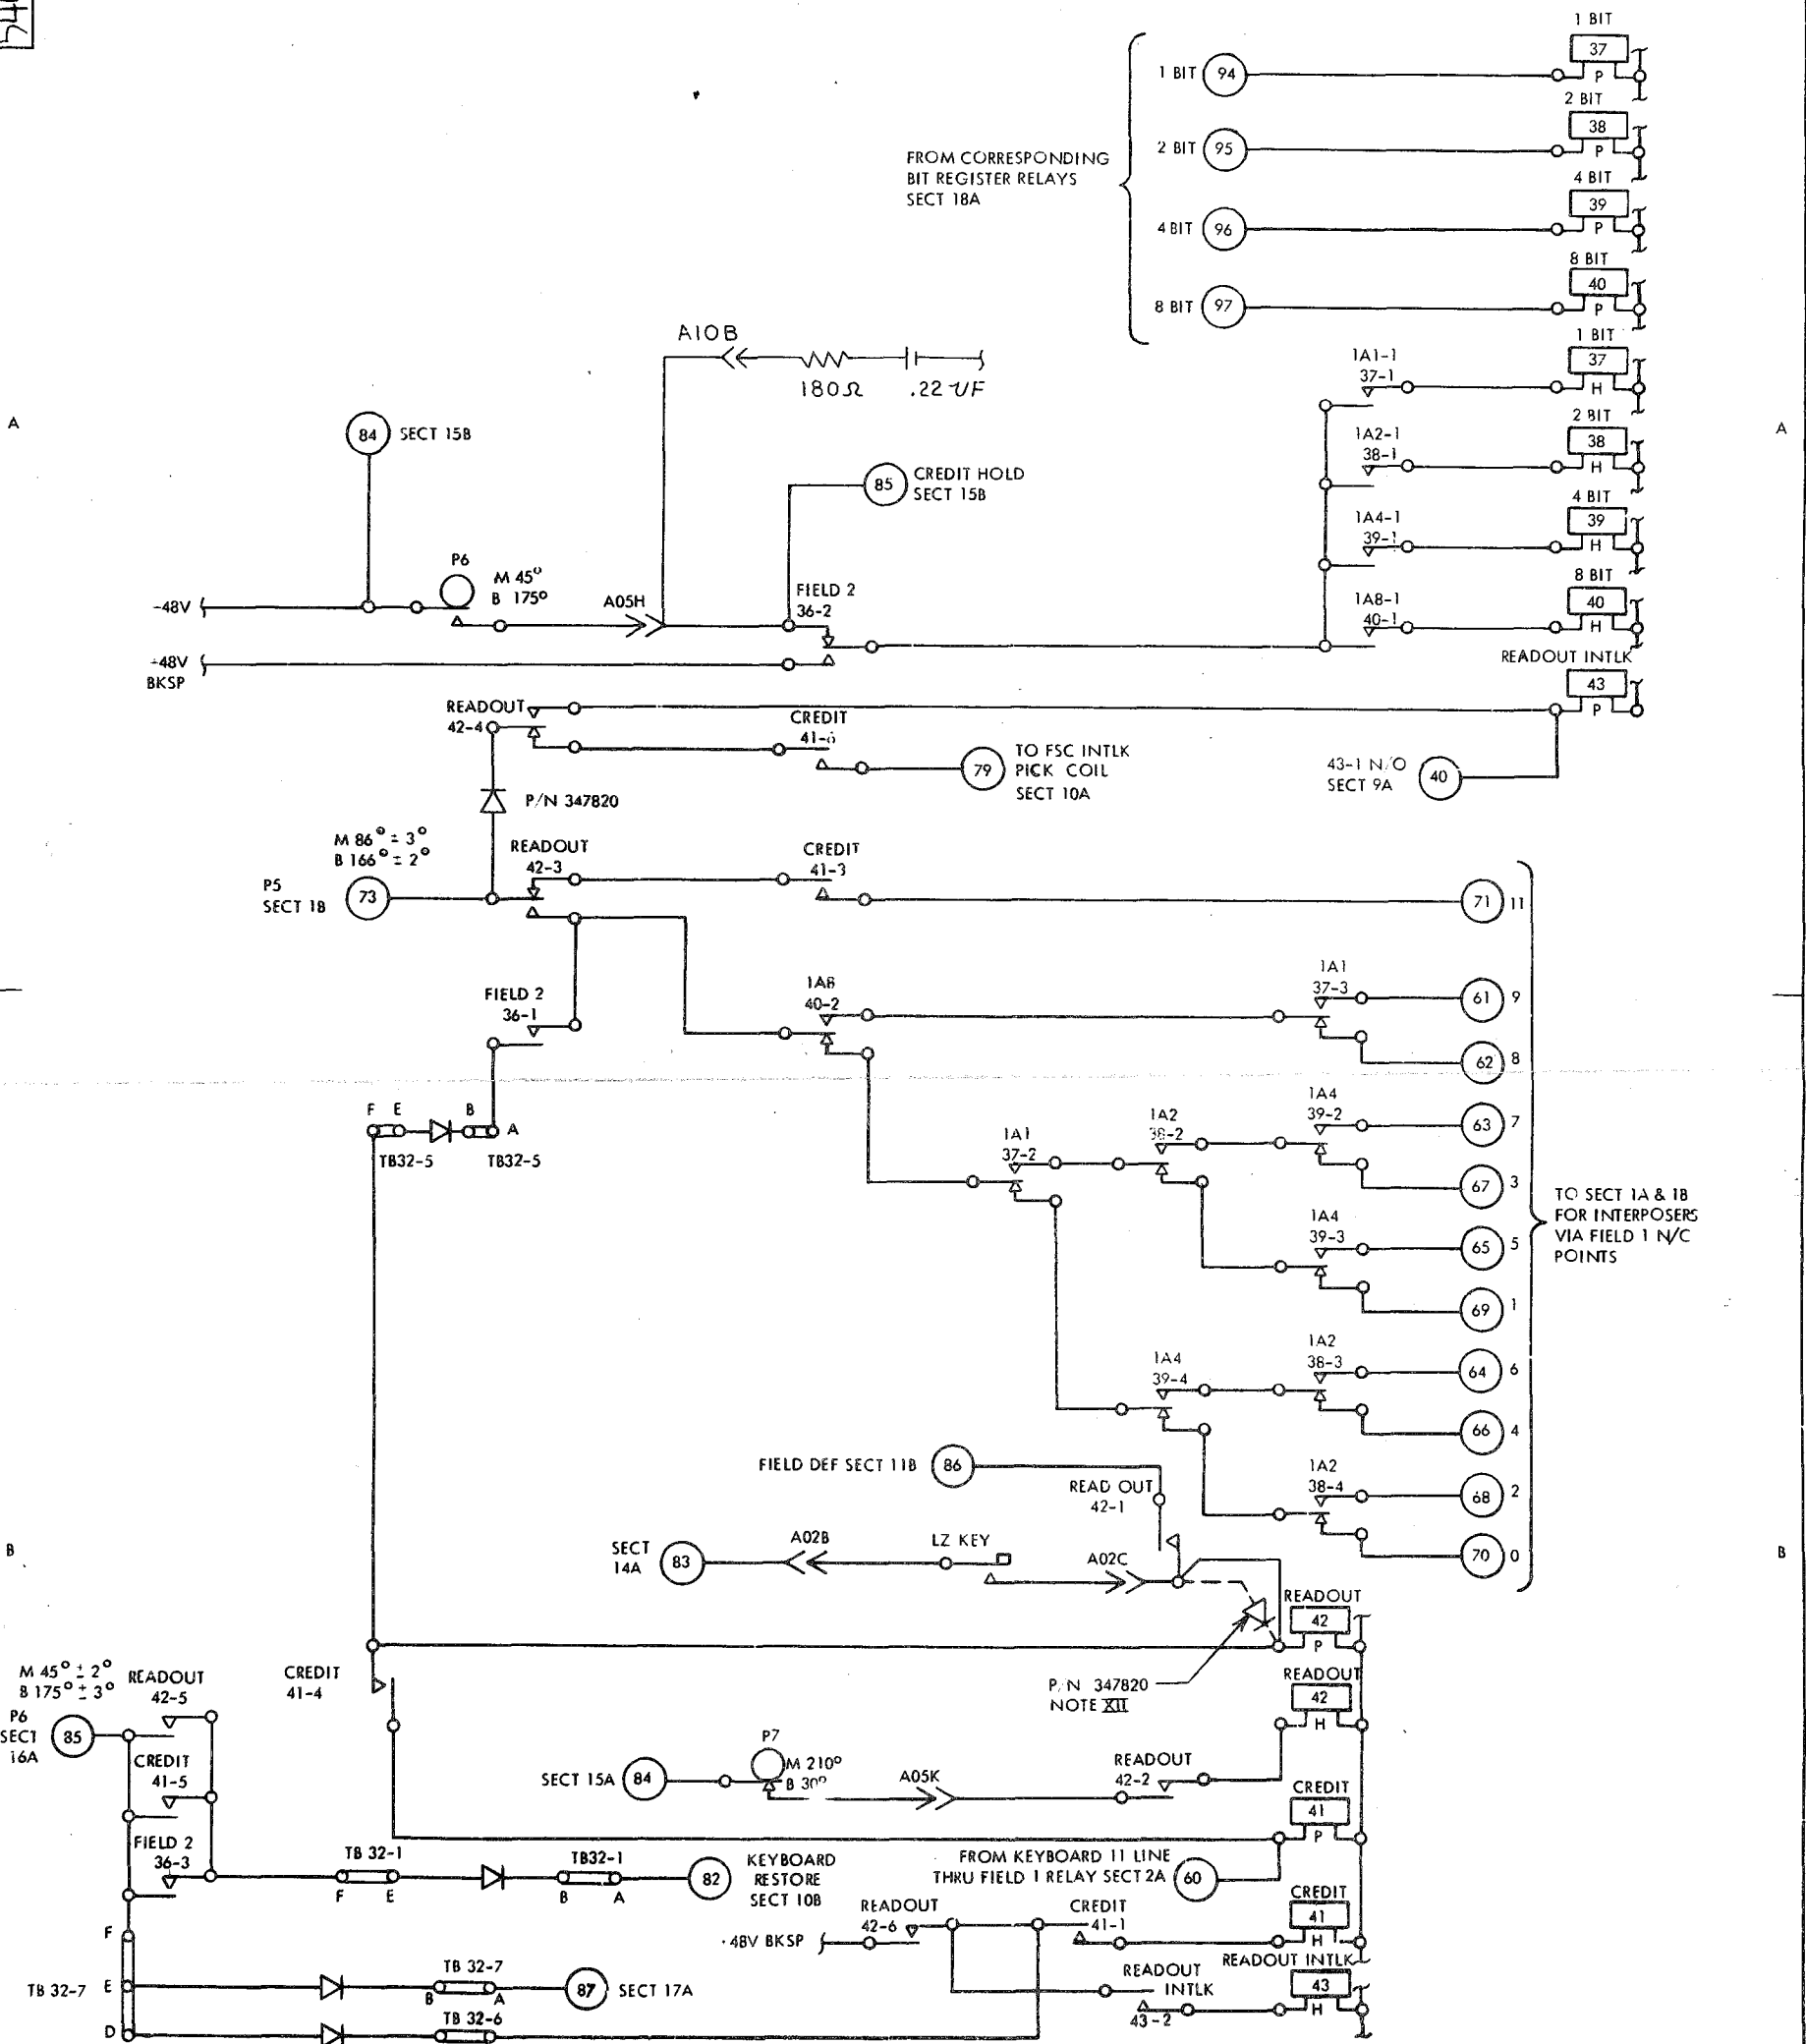 1 BIT
37
P
1 BIT 94
2 BIT
38
P
2 BIT 95
FROM CORRESPONDING
BIT REGISTER RELAYS
SECT 18A
4 BIT
39
P
4 BIT 96
8 BIT
40
P
8 BIT 97
A10B
180Ω .22 UF
1 BIT
37
H
1A1-1
37-1
A
84 SECT 15B
2 BIT
38
H
1A2-1
38-1
A
85 CREDIT HOLD
SECT 15B
4 BIT
39
H
1A4-1
39-1
P6
M 45°
B 175°
A05H
FIELD 2
36-2
8 BIT
40
H
1A8-1
40-1
-48V
-48V
BKSP
READOUT INTLK
43
P
READOUT
42-4
CREDIT
41-6
79 TO FSC INTLK
PICK COIL
SECT 10A
43-1 N/O
SECT 9A
40
P/N 347820
M 86° ± 3°
B 166° ± 2°
READOUT
42-3
CREDIT
41-3
P5
SECT 1B
73
71 11
FIELD 2
36-1
1A8
40-2
1A1
37-3
61 9
62 8
F E B A
TB32-5 TB32-5
1A1
37-2
1A2
38-2
1A4
39-2
63 7
67 3
TO SECT 1A & 1B
FOR INTERPOSERS
VIA FIELD 1 N/C
POINTS
1A4
39-3
65 5
69 1
1A4
39-4
1A2
38-3
64 6
66 4
FIELD DEF SECT 11B 86
READ OUT
42-1
1A2
38-4
68 2
70 0
B
B
SECT
14A
83
A02B
LZ KEY
A02C
READOUT
42
P
P/N 347820
NOTE XII
M 45° ± 2°
B 175° ± 3°
READOUT
42-5
CREDIT
41-4
READOUT
42
H
P6
SECT
16A
85
CREDIT
41-5
SECT 15A 84
P7
M 210°
B 30°
A05K
READOUT
42-2
CREDIT
41
P
FIELD 2
36-3
TB 32-1
F E
TB32-1
B A
82
KEYBOARD
RESTORE
SECT 10B
FROM KEYBOARD 11 LINE
THRU FIELD 1 RELAY SECT 2A
60
CREDIT
41
H
READOUT
42-6
CREDIT
41-1
48V BKSP
READOUT INTLK
43
H
READOUT
INTLK
43-2
F
TB 32-7 E
D
TB 32-7
B A
87 SECT 17A
TB 32-6